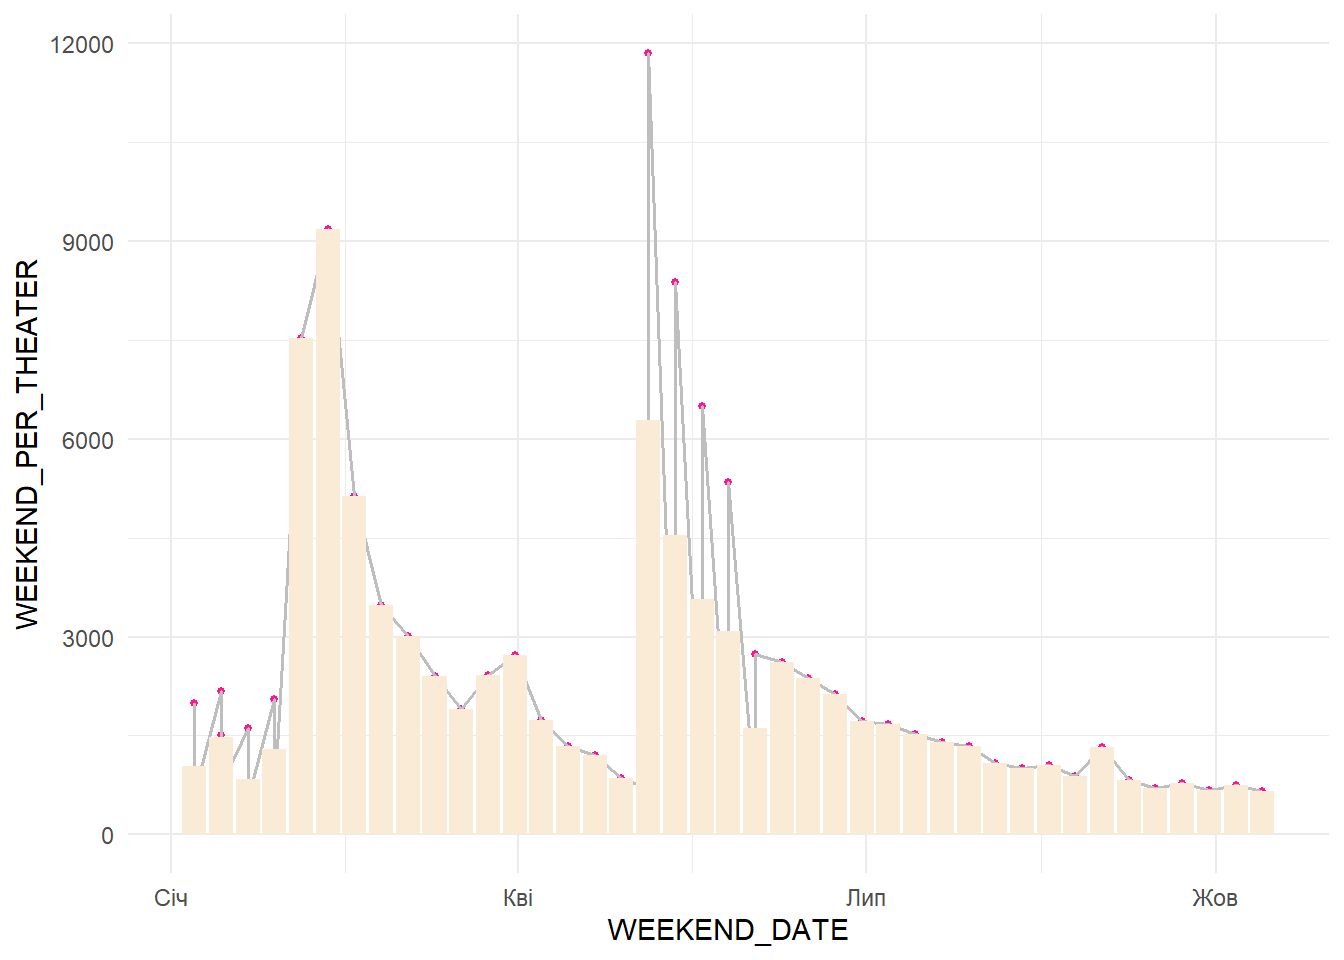 12000
9000
6000
3000
0
WEEKEND_PER_THEATER
Січ
Кві
Лип
Жов
WEEKEND_DATE